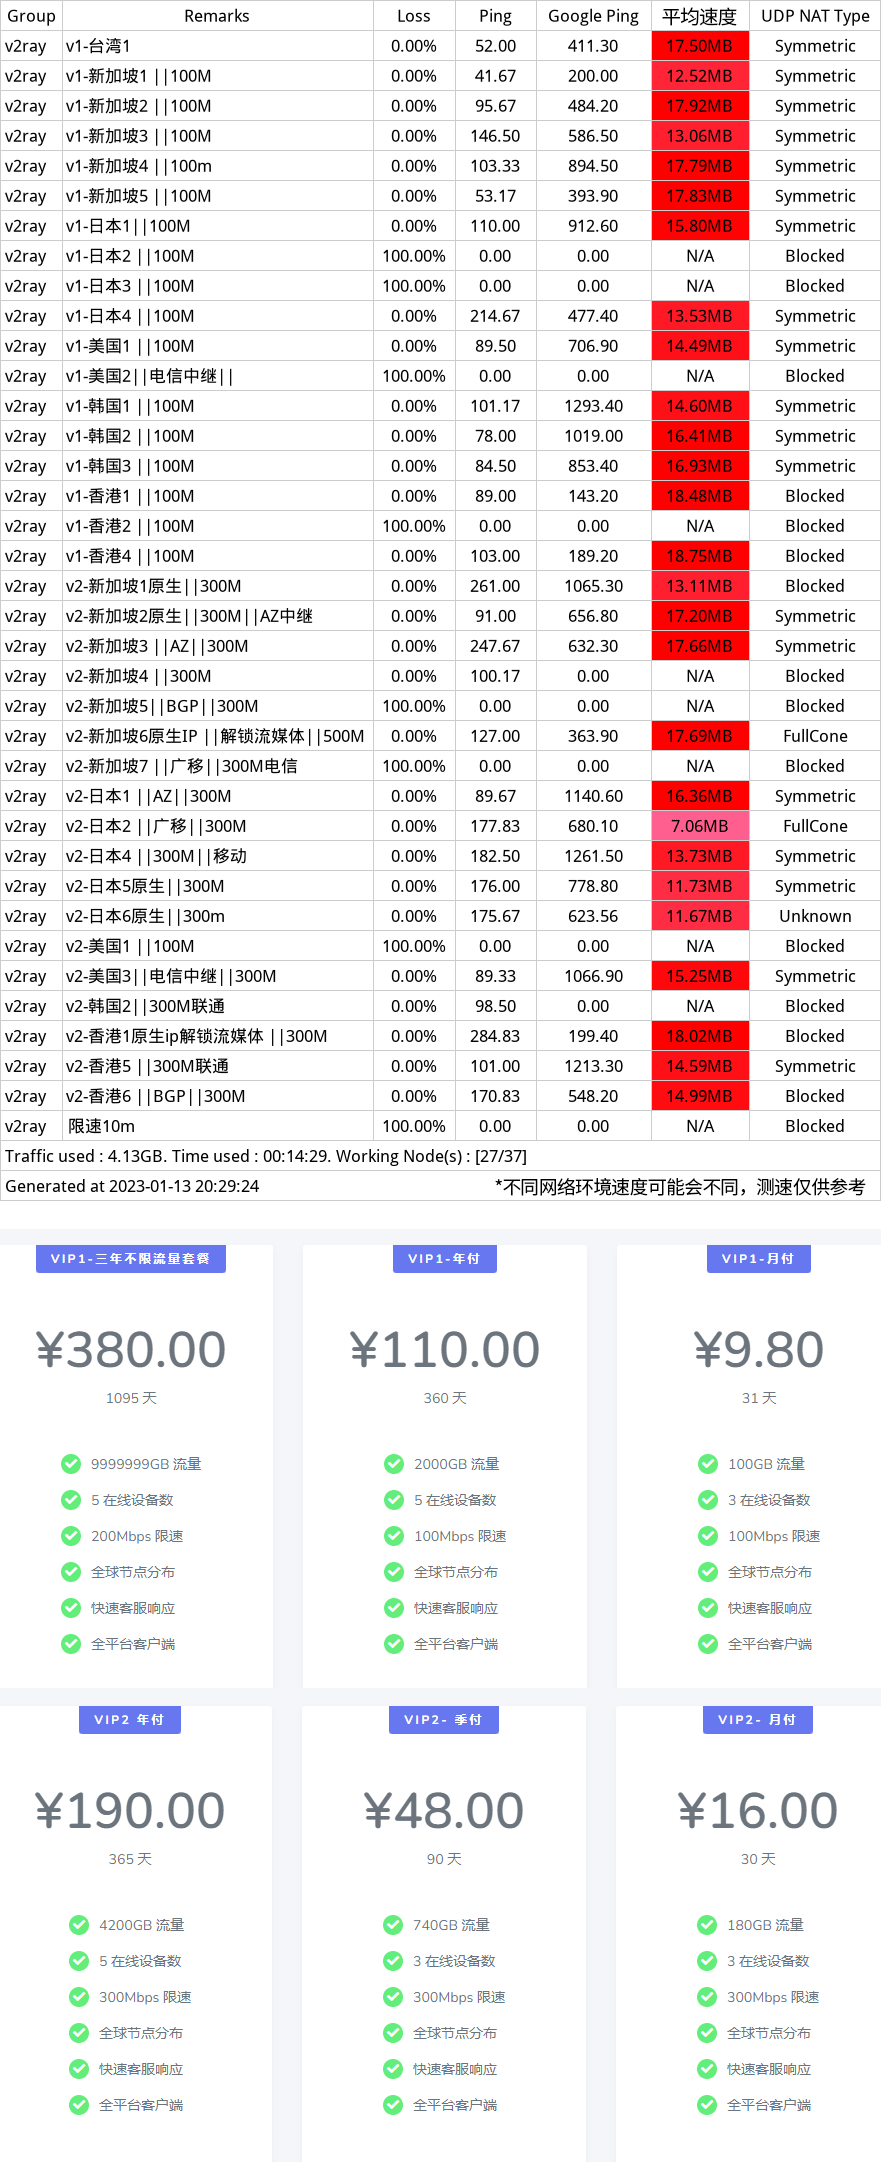 Group Remarks Loss Ping Google Ping 平均速度 UDP NAT Type
v2ray v1-台湾1 0.00% 52.00 411.30 17.50MB Symmetric
v2ray v1-新加坡1 ||100M 0.00% 41.67 200.00 12.52MB Symmetric
v2ray v1-新加坡2 ||100M 0.00% 95.67 484.20 17.92MB Symmetric
v2ray v1-新加坡3 ||100M 0.00% 146.50 586.50 13.06MB Symmetric
v2ray v1-新加坡4 ||100m 0.00% 103.33 894.50 17.79MB Symmetric
v2ray v1-新加坡5 ||100M 0.00% 53.17 393.90 17.83MB Symmetric
v2ray v1-日本1||100M 0.00% 110.00 912.60 15.80MB Symmetric
v2ray v1-日本2 ||100M 100.00% 0.00 0.00 N/A Blocked
v2ray v1-日本3 ||100M 100.00% 0.00 0.00 N/A Blocked
v2ray v1-日本4 ||100M 0.00% 214.67 477.40 13.53MB Symmetric
v2ray v1-美国1 ||100M 0.00% 89.50 706.90 14.49MB Symmetric
v2ray v1-美国2||电信中继|| 100.00% 0.00 0.00 N/A Blocked
v2ray v1-韩国1 ||100M 0.00% 101.17 1293.40 14.60MB Symmetric
v2ray v1-韩国2 ||100M 0.00% 78.00 1019.00 16.41MB Symmetric
v2ray v1-韩国3 ||100M 0.00% 84.50 853.40 16.93MB Symmetric
v2ray v1-香港1 ||100M 0.00% 89.00 143.20 18.48MB Blocked
v2ray v1-香港2 ||100M 100.00% 0.00 0.00 N/A Blocked
v2ray v1-香港4 ||100M 0.00% 103.00 189.20 18.75MB Blocked
v2ray v2-新加坡1原生||300M 0.00% 261.00 1065.30 13.11MB Blocked
v2ray v2-新加坡2原生||300M||AZ中继 0.00% 91.00 656.80 17.20MB Symmetric
v2ray v2-新加坡3 ||AZ||300M 0.00% 247.67 632.30 17.66MB Symmetric
v2ray v2-新加坡4 ||300M 0.00% 100.17 0.00 N/A Blocked
v2ray v2-新加坡5||BGP||300M 100.00% 0.00 0.00 N/A Blocked
v2ray v2-新加坡6原生IP ||解锁流媒体||500M 0.00% 127.00 363.90 17.69MB FullCone
v2ray v2-新加坡7 ||广移||300M电信 100.00% 0.00 0.00 N/A Blocked
v2ray v2-日本1 ||AZ||300M 0.00% 89.67 1140.60 16.36MB Symmetric
v2ray v2-日本2 ||广移||300M 0.00% 177.83 680.10 7.06MB FullCone
v2ray v2-日本4 ||300M||移动 0.00% 182.50 1261.50 13.73MB Symmetric
v2ray v2-日本5原生||300M 0.00% 176.00 778.80 11.73MB Symmetric
v2ray v2-日本6原生||300m 0.00% 175.67 623.56 11.67MB Unknown
v2ray v2-美国1 ||100M 100.00% 0.00 0.00 N/A Blocked
v2ray v2-美国3||电信中继||300M 0.00% 89.33 1066.90 15.25MB Symmetric
v2ray v2-韩国2||300M联通 0.00% 98.50 0.00 N/A Blocked
v2ray v2-香港1原生ip解锁流媒体 ||300M 0.00% 284.83 199.40 18.02MB Blocked
v2ray v2-香港5 ||300M联通 0.00% 101.00 1213.30 14.59MB Symmetric
v2ray v2-香港6 ||BGP||300M 0.00% 170.83 548.20 14.99MB Blocked
v2ray 限速10m 100.00% 0.00 0.00 N/A Blocked
Traffic used : 4.13GB. Time used : 00:14:29. Working Node(s) : [27/37]
Generated at 2023-01-13 20:29:24 *不同网络环境速度可能会不同，测速仅供参考
VIP1-三年不限流量套餐 VIP1-年付 VIP1-月付
¥380.00 ¥110.00 ¥9.80
1095 天 360 天 31 天
9999999GB 流量 2000GB 流量 100GB 流量
5 在线设备数 5 在线设备数 3 在线设备数
200Mbps 限速 100Mbps 限速 100Mbps 限速
全球节点分布 全球节点分布 全球节点分布
快速客服响应 快速客服响应 快速客服响应
全平台客户端 全平台客户端 全平台客户端
VIP2 年付 VIP2- 季付 VIP2- 月付
¥190.00 ¥48.00 ¥16.00
365 天 90 天 30 天
4200GB 流量 740GB 流量 180GB 流量
5 在线设备数 3 在线设备数 3 在线设备数
300Mbps 限速 300Mbps 限速 300Mbps 限速
全球节点分布 全球节点分布 全球节点分布
快速客服响应 快速客服响应 快速客服响应
全平台客户端 全平台客户端 全平台客户端